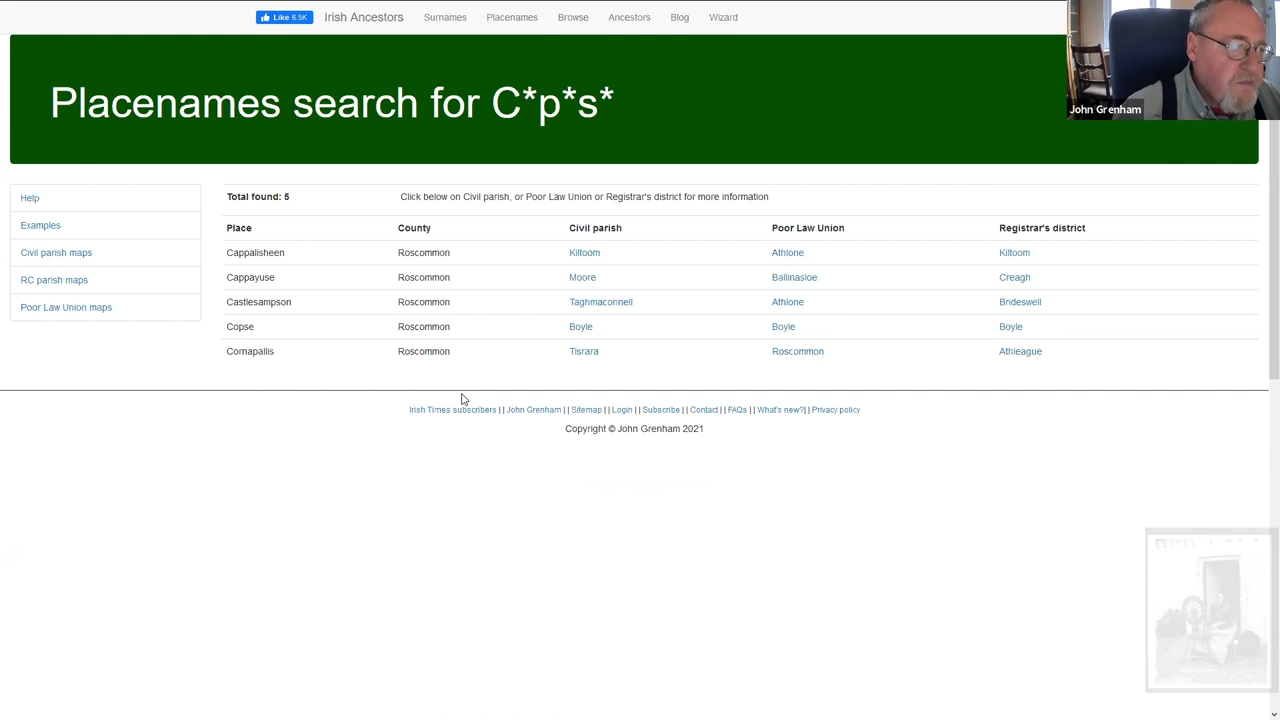 Like 6.5K Irish Ancestors Surnames Placenames Browse Ancestors Blog Wizard
John Grenham
Placenames search for C*p*s*
Help
Examples
Civil parish maps
RC parish maps
Poor Law Union maps
Total found: 5 Click below on Civil parish, or Poor Law Union or Registrar's district for more information
Place County Civil parish Poor Law Union Registrar's district
Cappalisheen Roscommon Kiltoom Athlone Kiltoom
Cappayuse Roscommon Moore Ballinasloe Creagh
Castlesampson Roscommon Taghmaconnell Athlone Brideswell
Copse Roscommon Boyle Boyle Boyle
Cornapallis Roscommon Tisrara Roscommon Athleague
Irish Times subscribers | | John Grenham | | Sitemap | | Login | | Subscribe | | Contact | | FAQs | | What's new?| | Privacy policy
Copyright © John Grenham 2021